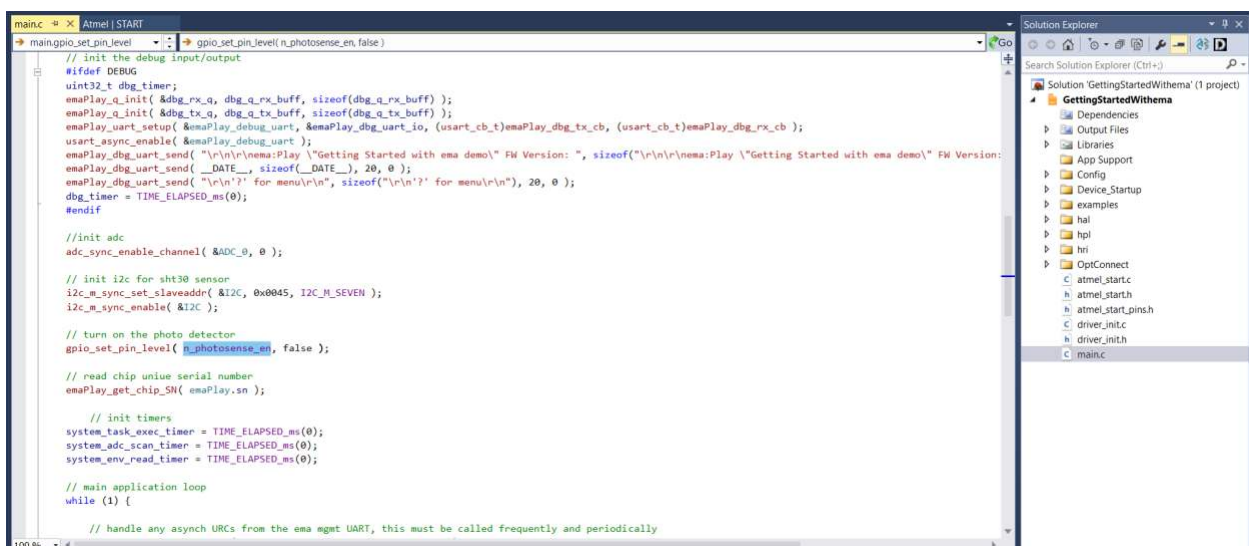 main.c Atmel | START
main.gpio_set_pin_level gpio_set_pin_level( n_photosense_en, false ) Go
// init the debug input/output
#ifdef DEBUG
uint32_t dbg_timer;
emaPlay_q_init( &dbg_rx_q, dbg_q_rx_buff, sizeof(dbg_q_rx_buff) );
emaPlay_q_init( &dbg_tx_q, dbg_q_tx_buff, sizeof(dbg_q_tx_buff) );
emaPlay_uart_setup( &emaPlay_debug_uart, &emaPlay_dbg_uart_io, (usart_cb_t)emaPlay_dbg_tx_cb, (usart_cb_t)emaPlay_dbg_rx_cb );
usart_async_enable( &emaPlay_debug_uart );
emaPlay_dbg_uart_send( "\r\n\r\nema:Play \"Getting Started with ema demo\" FW Version: ", sizeof("\r\n\r\nema:Play \"Getting Started with ema demo\" FW Version:
emaPlay_dbg_uart_send( __DATE__, sizeof(__DATE__), 20, 0 );
emaPlay_dbg_uart_send( "\r\n'?' for menu\r\n", sizeof("\r\n'?' for menu\r\n"), 20, 0 );
dbg_timer = TIME_ELAPSED_ms(0);
#endif
//init adc
adc_sync_enable_channel( &ADC_0, 0 );
// init i2c for sht30 sensor
i2c_m_sync_set_slaveaddr( &I2C, 0x0045, I2C_M_SEVEN );
i2c_m_sync_enable( &I2C );
// turn on the photo detector
gpio_set_pin_level( n_photosense_en, false );
// read chip uniue serial number
emaPlay_get_chip_SN( emaPlay.sn );
// init timers
system_task_exec_timer = TIME_ELAPSED_ms(0);
system_adc_scan_timer = TIME_ELAPSED_ms(0);
system_env_read_timer = TIME_ELAPSED_ms(0);
// main application loop
while (1) {
// handle any asynch URCs from the ema mgmt UART, this must be called frequently and periodically
Solution Explorer
Search Solution Explorer (Ctrl+;)
Solution 'GettingStartedWithema' (1 project)
GettingStartedWithema
Dependencies
Output Files
Libraries
App Support
Config
Device_Startup
examples
hal
hpl
hri
OptConnect
atmel_start.c
atmel_start.h
atmel_start_pins.h
driver_init.c
driver_init.h
main.c